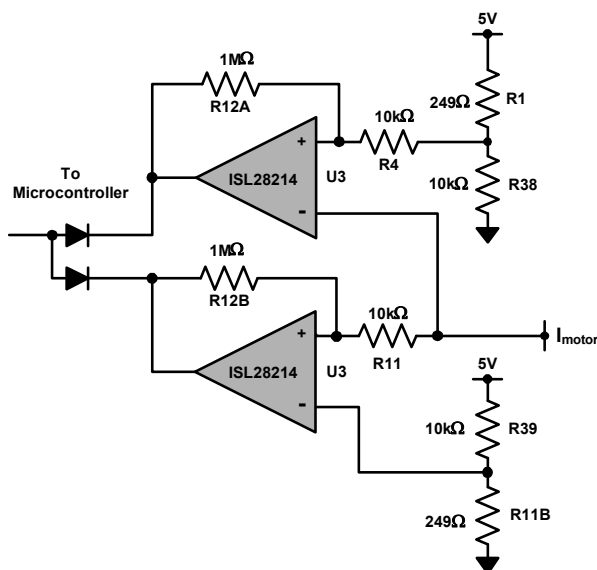 1MΩ
R12A
5V
249Ω
R1
10kΩ
R4
10kΩ
R38
+
ISL28214
U3
-
To
Microcontroller
1MΩ
R12B
10kΩ
R11
Imotor
+
ISL28214
U3
-
5V
10kΩ
R39
249Ω
R11B